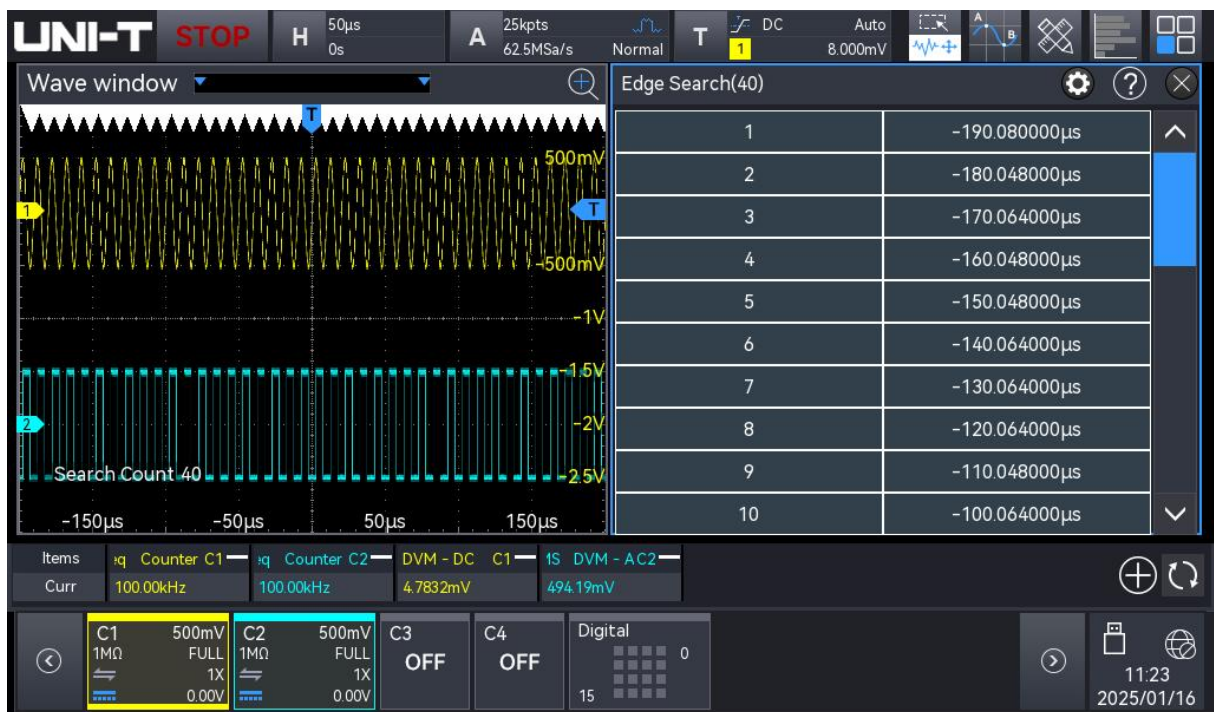 UNI-T STOP H 50μs 0s A 25kpts 62.5MSa/s Normal T DC 1 Auto 8.000mV A B
Wave window
T
500mV
1
T
-500mV
-1V
-1.5V
2
-2V
Search Count 40
-2.5V
-150μs -50μs 50μs 150μs
Edge Search(40) ?
1 -190.080000μs
2 -180.048000μs
3 -170.064000μs
4 -160.048000μs
5 -150.048000μs
6 -140.064000μs
7 -130.064000μs
8 -120.064000μs
9 -110.048000μs
10 -100.064000μs
Items Counter C1 Counter C2 DVM - DC C1 DVM - AC2
Curr 100.00kHz 100.00kHz 4.7832mV 494.19mV
C1 500mV
1MΩ FULL
1X
0.00V
C2 500mV
1MΩ FULL
1X
0.00V
C3
OFF
C4
OFF
Digital
0
15
11:23
2025/01/16